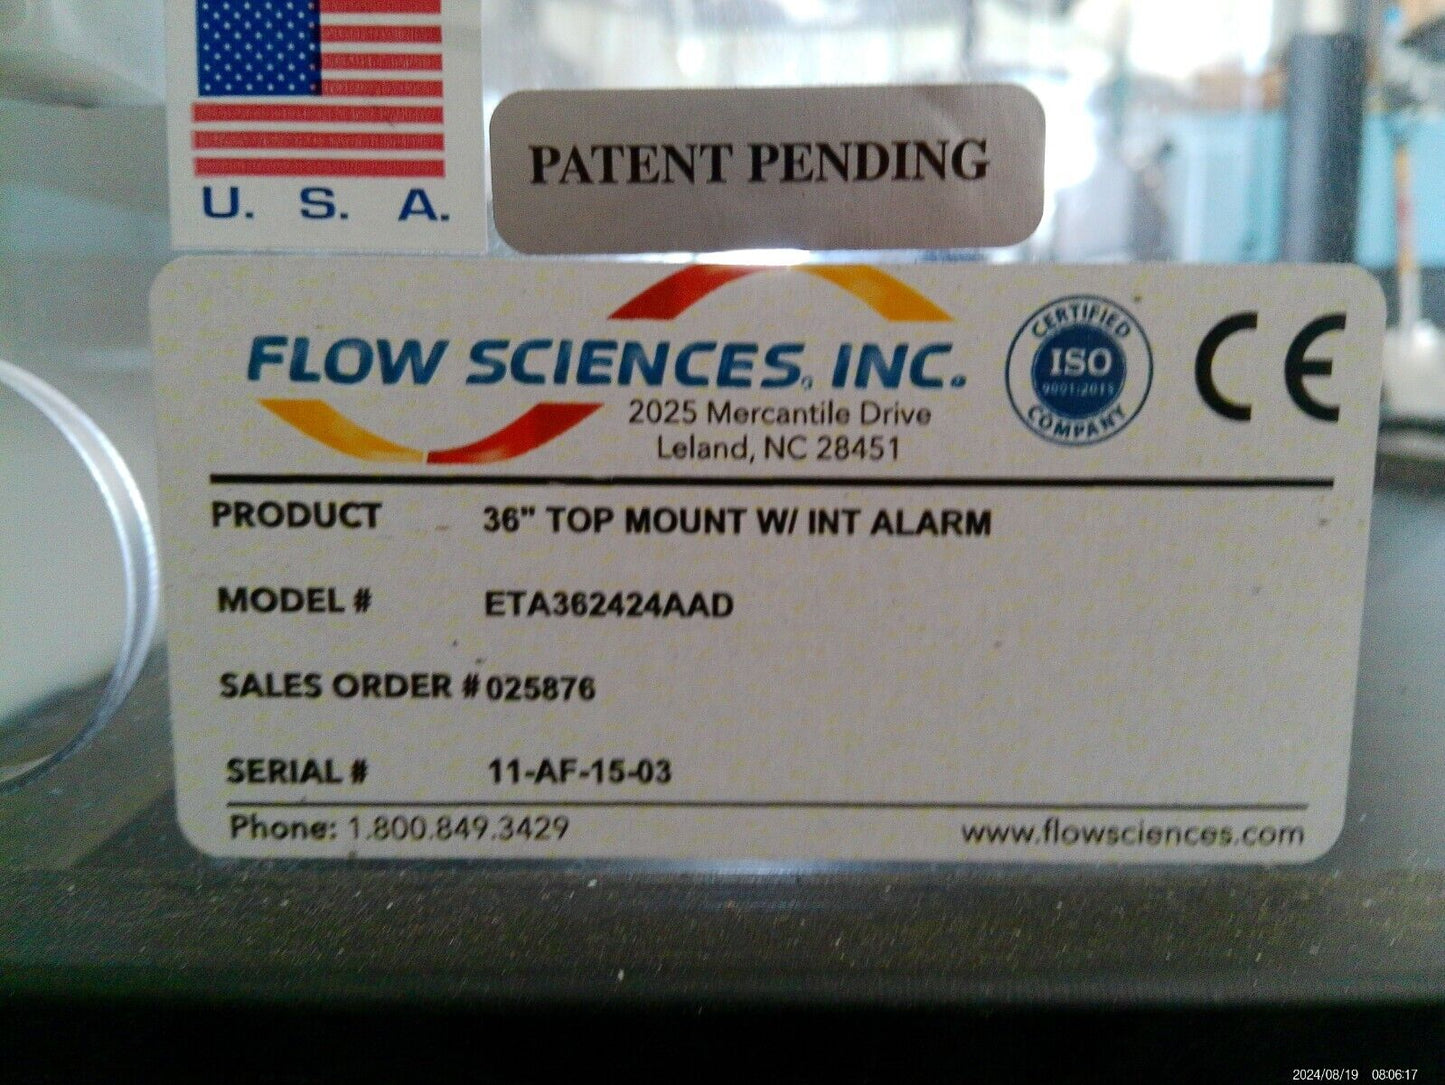 U. S. A.
PATENT PENDING
FLOW SCIENCES, INC.
2025 Mercantile Drive
Leland, NC 28451
CERTIFIED
ISO
9001:2015
COMPANY
CE
PRODUCT 36" TOP MOUNT W/ INT ALARM
MODEL # ETA362424AAD
SALES ORDER # 025876
SERIAL # 11-AF-15-03
Phone: 1.800.849.3429 www.flowsciences.com
2024/08/19 08:06:17